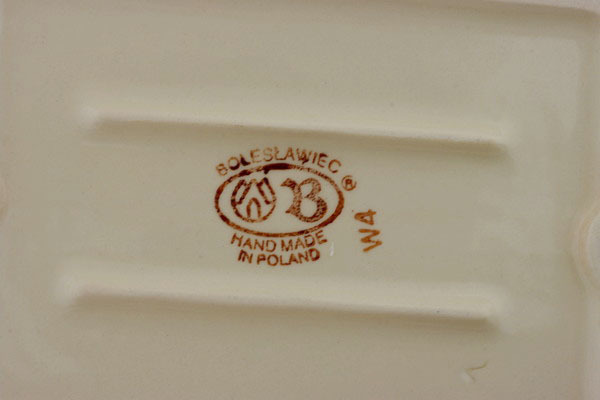 BOLESŁAWIEC ®
B
HAND MADE
IN POLAND
WA